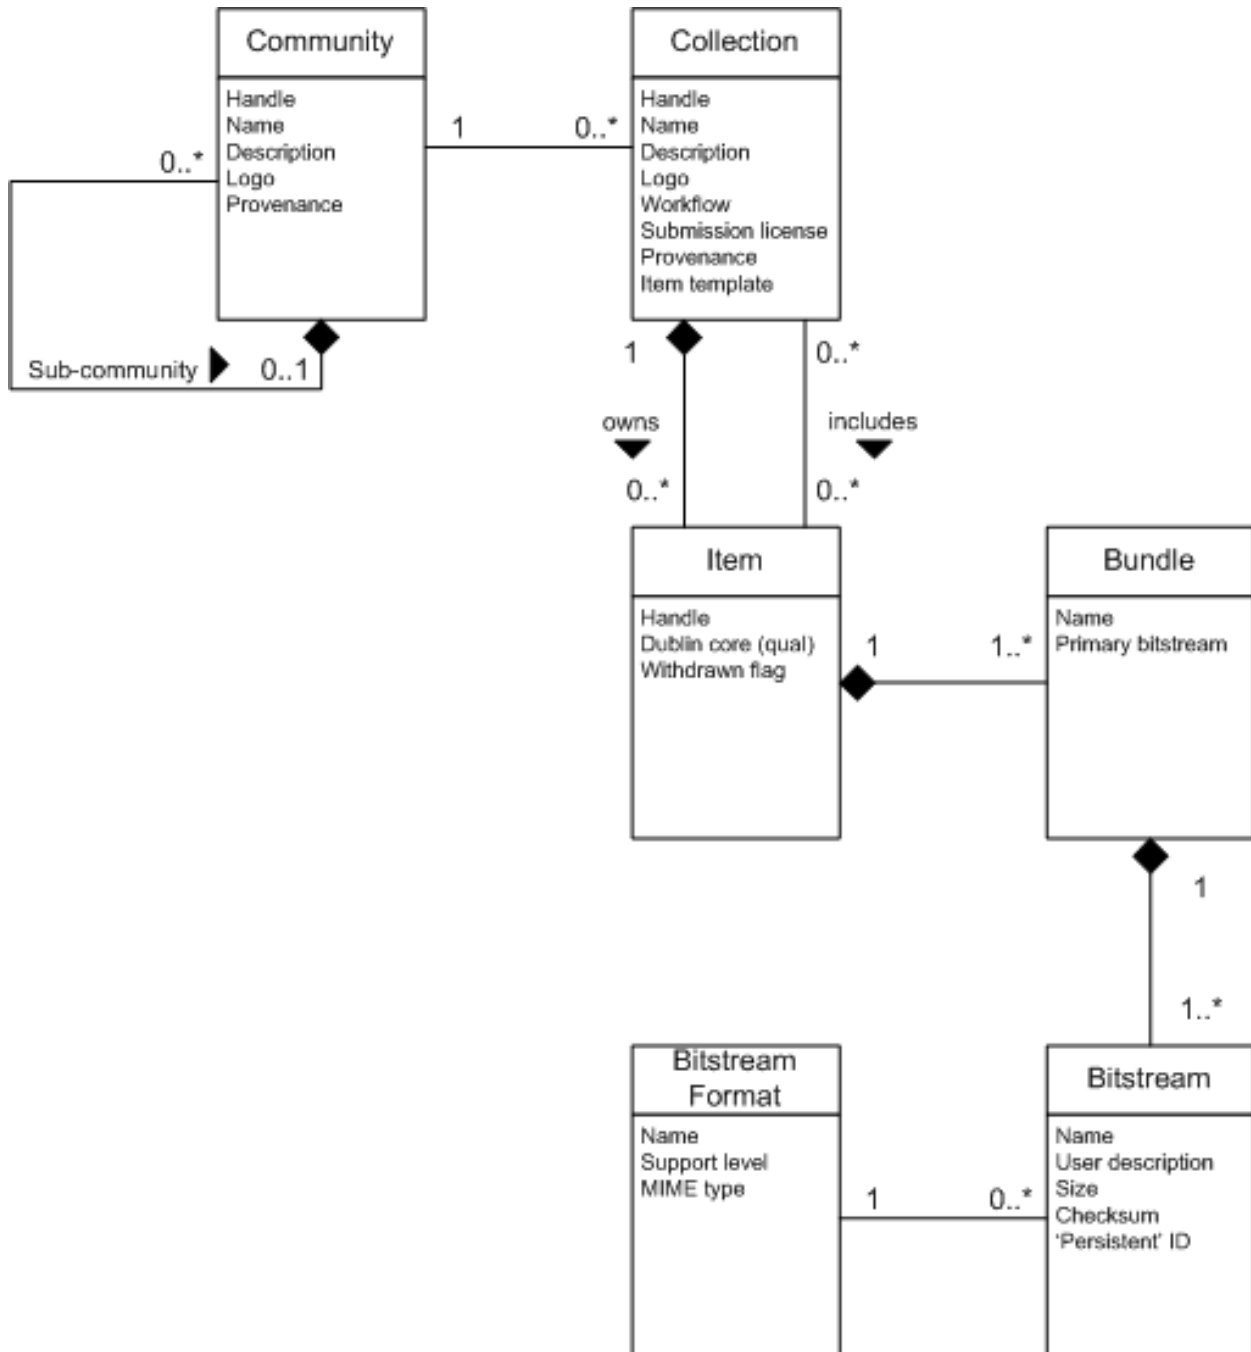 Community
Handle
Name
Description
Logo
Provenance
1
0..*
Collection
Handle
Name
Description
Logo
Workflow
Submission license
Provenance
Item template
0..*
Sub-community
0..1
1
0..*
owns
includes
0..*
0..*
Item
Handle
Dublin core (qual)
Withdrawn flag
1
1..*
Bundle
Name
Primary bitstream
1
1..*
Bitstream
Format
Name
Support level
MIME type
1
0..*
Bitstream
Name
User description
Size
Checksum
‘Persistent’ ID